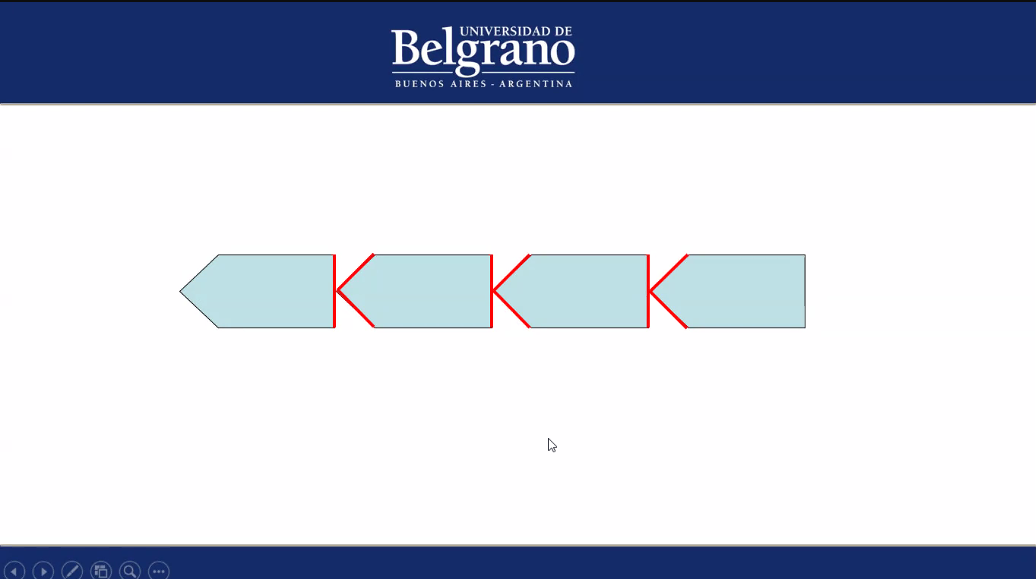 UNIVERSIDAD DE
Belgrano
BUENOS AIRES - ARGENTINA